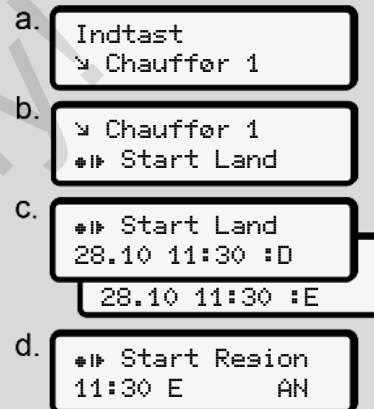 a.
Indtast
↘ Chauffør 1
b.
↘ Chauffør 1
●I▶ Start Land
c.
●I▶ Start Land
28.10 11:30 :D
28.10 11:30 :E
d.
●I▶ Start Region
11:30 E AN